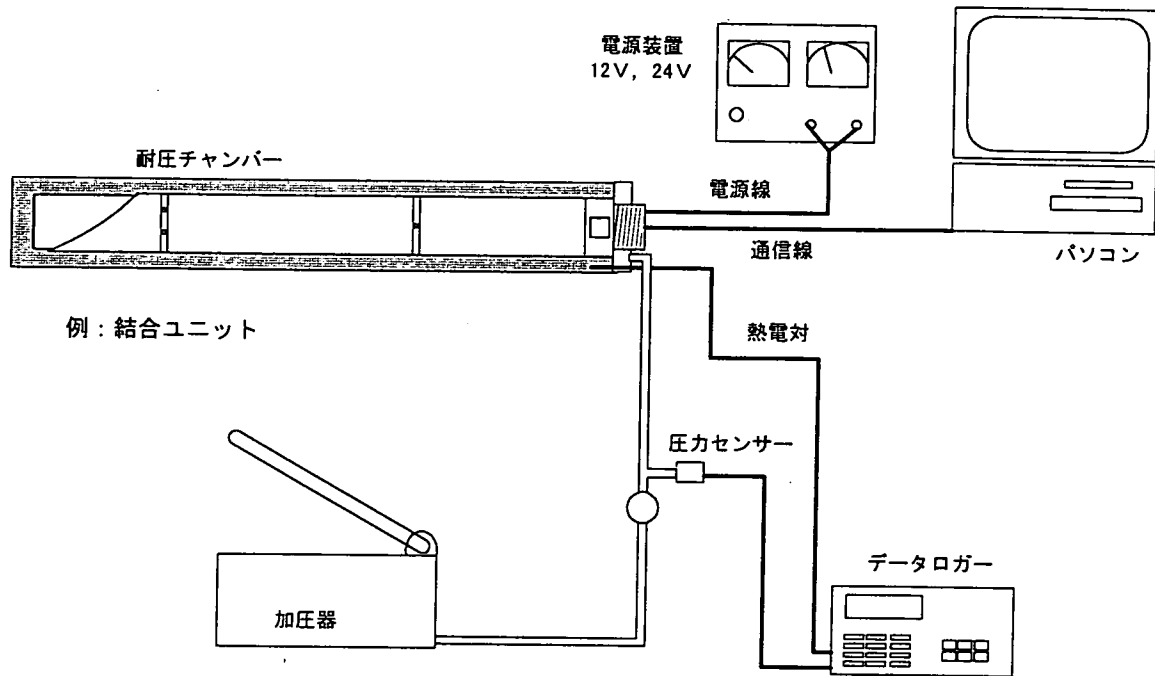 電源装置
12V，24V
耐圧チャンバー
電源線
通信線
パソコン
例：結合ユニット
熱電対
圧力センサー
データロガー
加圧器